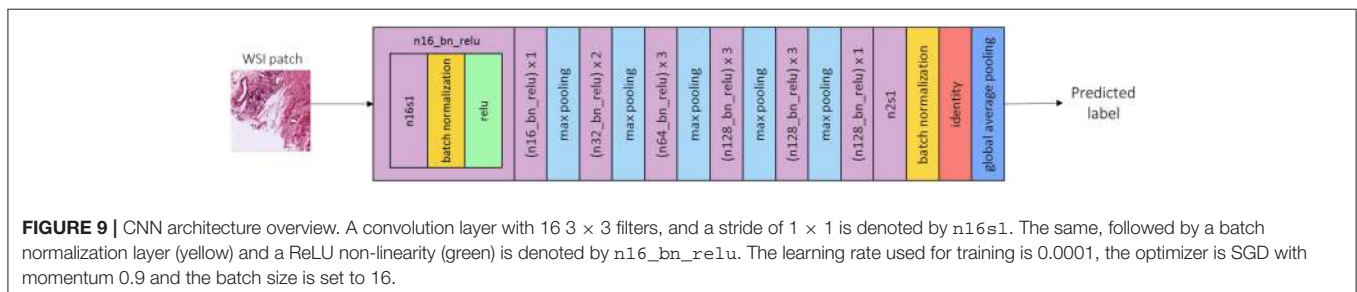 n16_bn_relu
WSI patch
n16s1
batch normalization
relu
(n16_bn_relu) x 1
max pooling
(n32_bn_relu) x 2
max pooling
(n64_bn_relu) x 3
max pooling
(n128_bn_relu) x 3
max pooling
(n128_bn_relu) x 3
max pooling
(n128_bn_relu) x 1
n2s1
batch normalization
identity
global average pooling
Predicted
label
FIGURE 9 | CNN architecture overview. A convolution layer with 16 3 × 3 filters, and a stride of 1 × 1 is denoted by n16s1. The same, followed by a batch
normalization layer (yellow) and a ReLU non-linearity (green) is denoted by n16_bn_relu. The learning rate used for training is 0.0001, the optimizer is SGD with
momentum 0.9 and the batch size is set to 16.